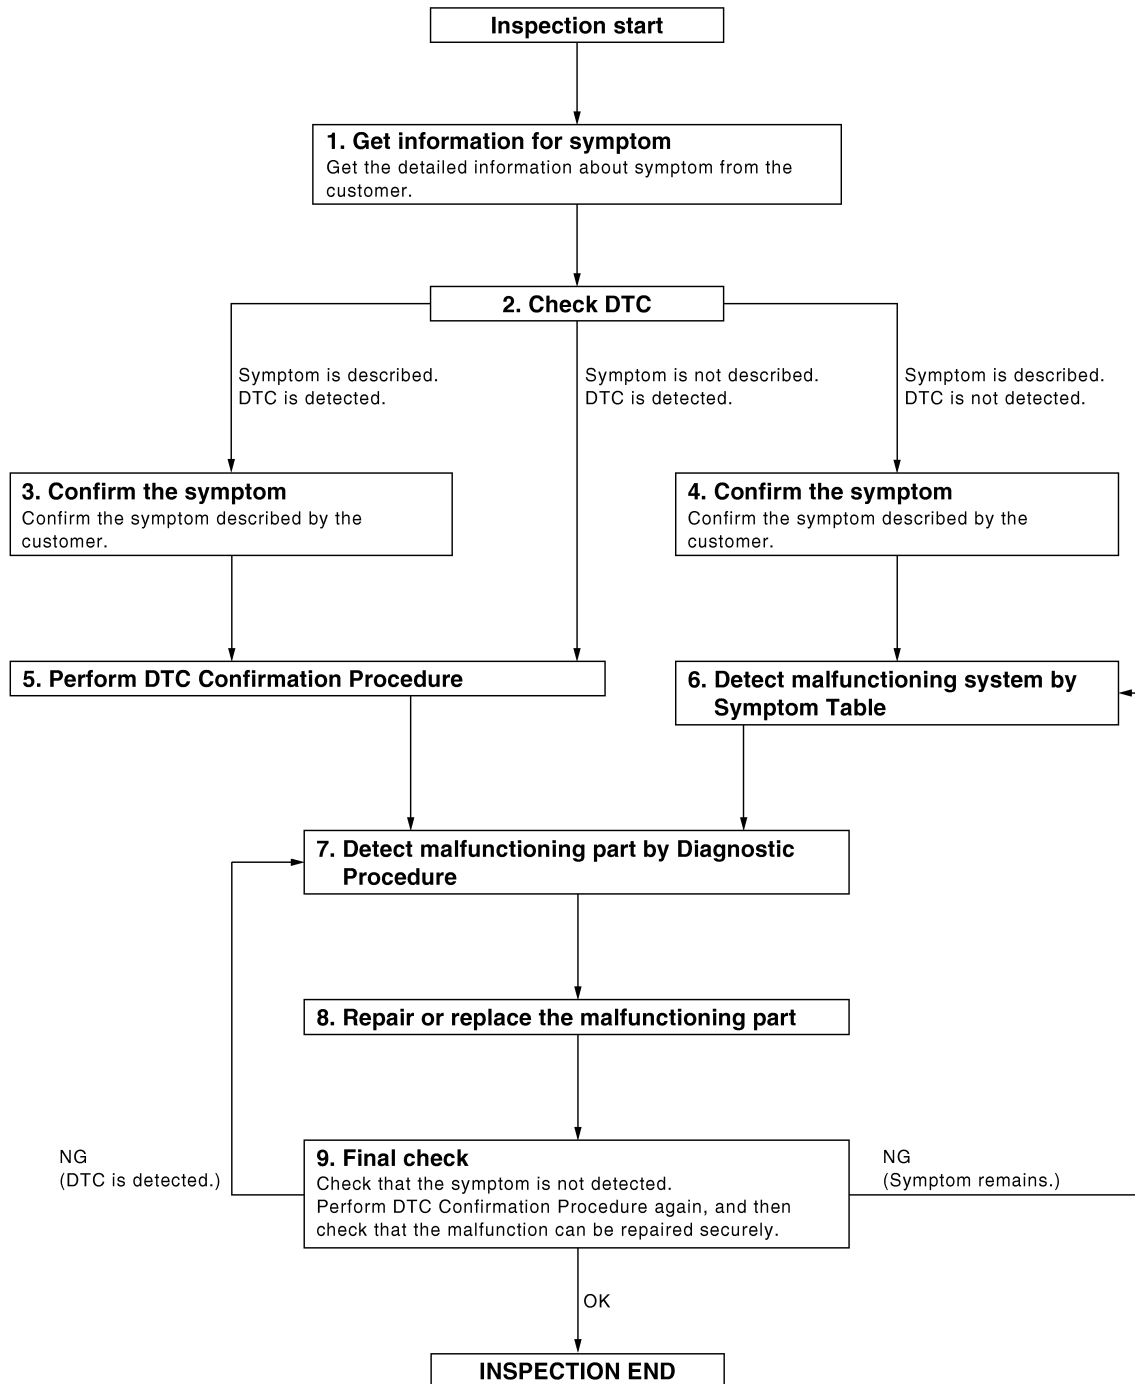 Inspection start
1. Get information for symptom
Get the detailed information about symptom from the
customer.
2. Check DTC
Symptom is described.
DTC is detected.
Symptom is not described.
DTC is detected.
Symptom is described.
DTC is not detected.
3. Confirm the symptom
Confirm the symptom described by the
customer.
4. Confirm the symptom
Confirm the symptom described by the
customer.
5. Perform DTC Confirmation Procedure
6. Detect malfunctioning system by
Symptom Table
7. Detect malfunctioning part by Diagnostic
Procedure
8. Repair or replace the malfunctioning part
NG
(DTC is detected.)
9. Final check
Check that the symptom is not detected.
Perform DTC Confirmation Procedure again, and then
check that the malfunction can be repaired securely.
NG
(Symptom remains.)
OK
INSPECTION END